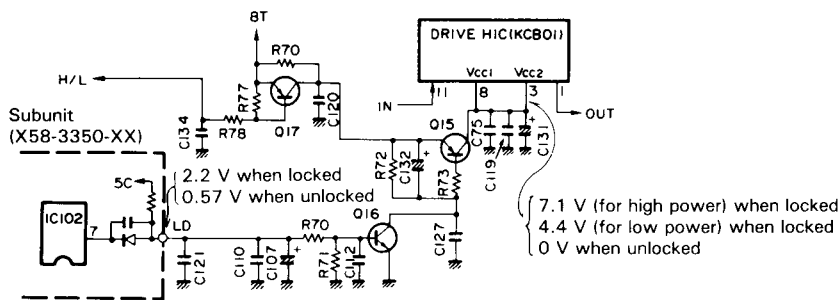 8T
R70
DRIVE HIC(KCB01)
H/L
Vcc1
Vcc2
R77
C120
IN
11
8
3
1
OUT
Subunit
(X58-3350-XX)
C134
R78
Q17
Q15
C75
C119
C131
R72
C132
R73
5C
2.2 V when locked
0.57 V when unlocked
IC102
7
LD
R70
Q16
7.1 V (for high power) when locked
4.4 V (for low power) when locked
0 V when unlocked
C121
C110
C107
R71
C112
C127